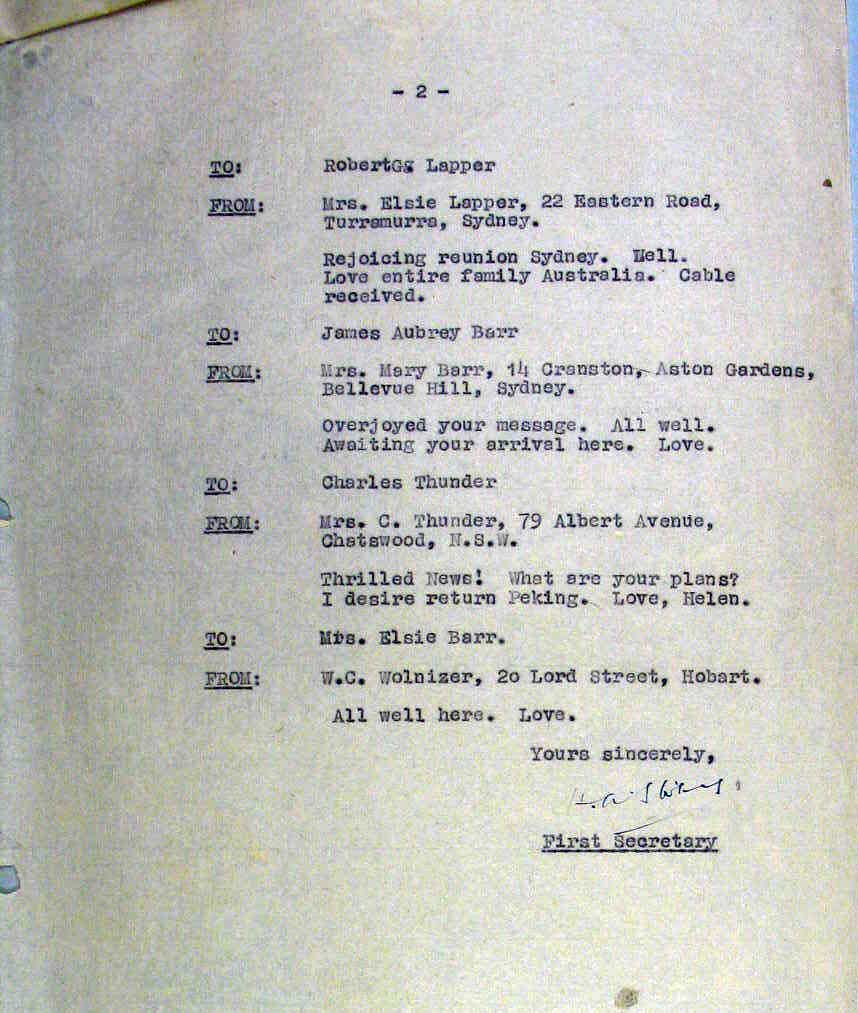 - 2 -
TO: RobertGg Lapper
FROM: Mrs. Elsie Lapper, 22 Eastern Road,
Turramurra, Sydney.
Rejoicing reunion Sydney. Well.
Love entire family Australia. Cable
received.
TO: James Aubrey Barr
FROM: Mrs. Mary Barr, 14 Cranston, Aston Gardens,
Bellevue Hill, Sydney.
Overjoyed your message. All well.
Awaiting your arrival here. Love.
TO: Charles Thunder
FROM: Mrs. C. Thunder, 79 Albert Avenue,
Chatswood, N.S.W.
Thrilled News! What are your plans?
I desire return Peking. Love, Helen.
TO: Mrs. Elsie Barr.
FROM: W.C. Wolnizer, 20 Lord Street, Hobart.
All well here. Love.
Yours sincerely,
First Secretary